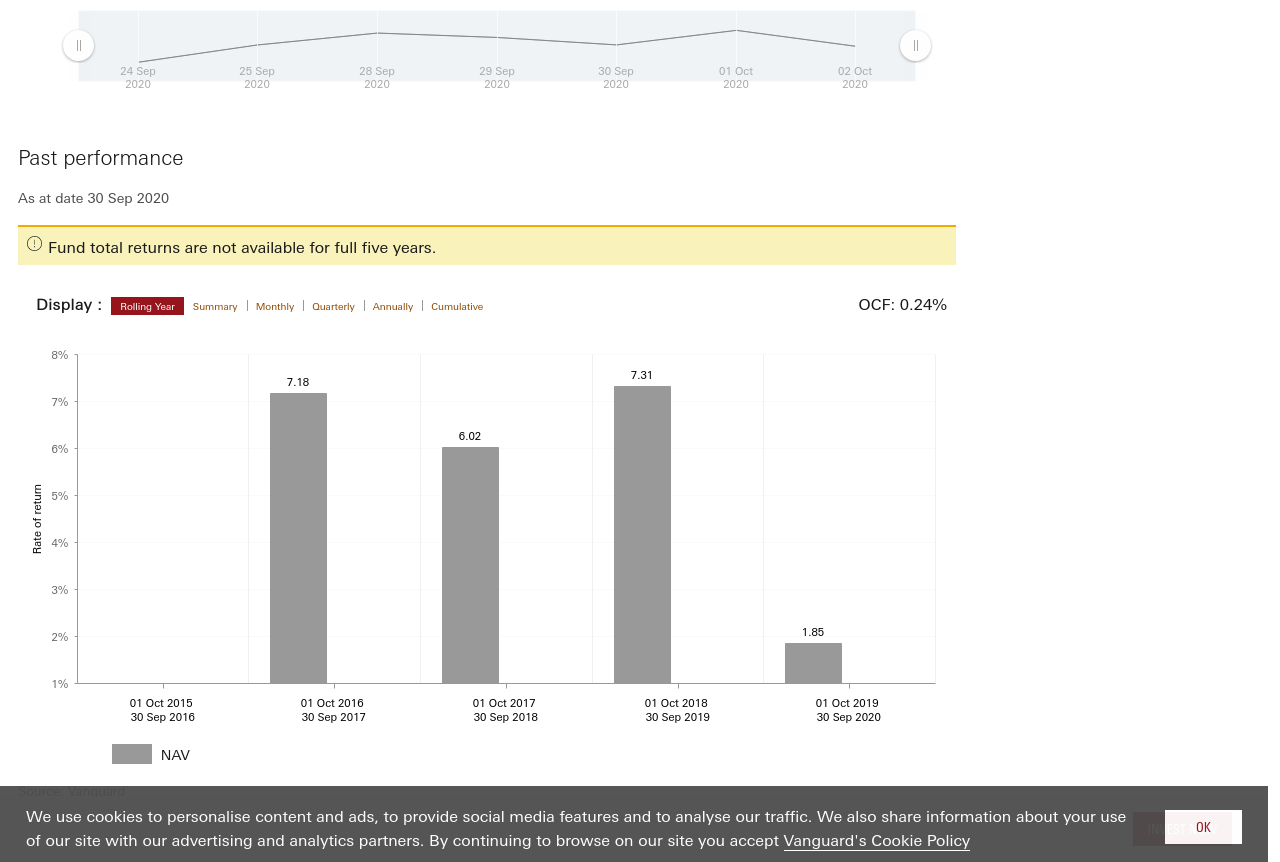 24 Sep 25 Sep 28 Sep 29 Sep 30 Sep 01 Oct 02 Oct
2020 2020 2020 2020 2020 2020 2020
Past performance
As at date 30 Sep 2020
Fund total returns are not available for full five years.
Display : Rolling Year Summary Monthly Quarterly Annually Cumulative OCF: 0.24%
8%
7.31
7.18
7%
6.02
6%
Rate of return
5%
4%
3%
2%
1.85
1%
01 Oct 2015 01 Oct 2016 01 Oct 2017 01 Oct 2018 01 Oct 2019
30 Sep 2016 30 Sep 2017 30 Sep 2018 30 Sep 2019 30 Sep 2020
NAV
Source: Vanguard
We use cookies to personalise content and ads, to provide social media features and to analyse our traffic. We also share information about your use
of our site with our advertising and analytics partners. By continuing to browse on our site you accept Vanguard's Cookie Policy
OK